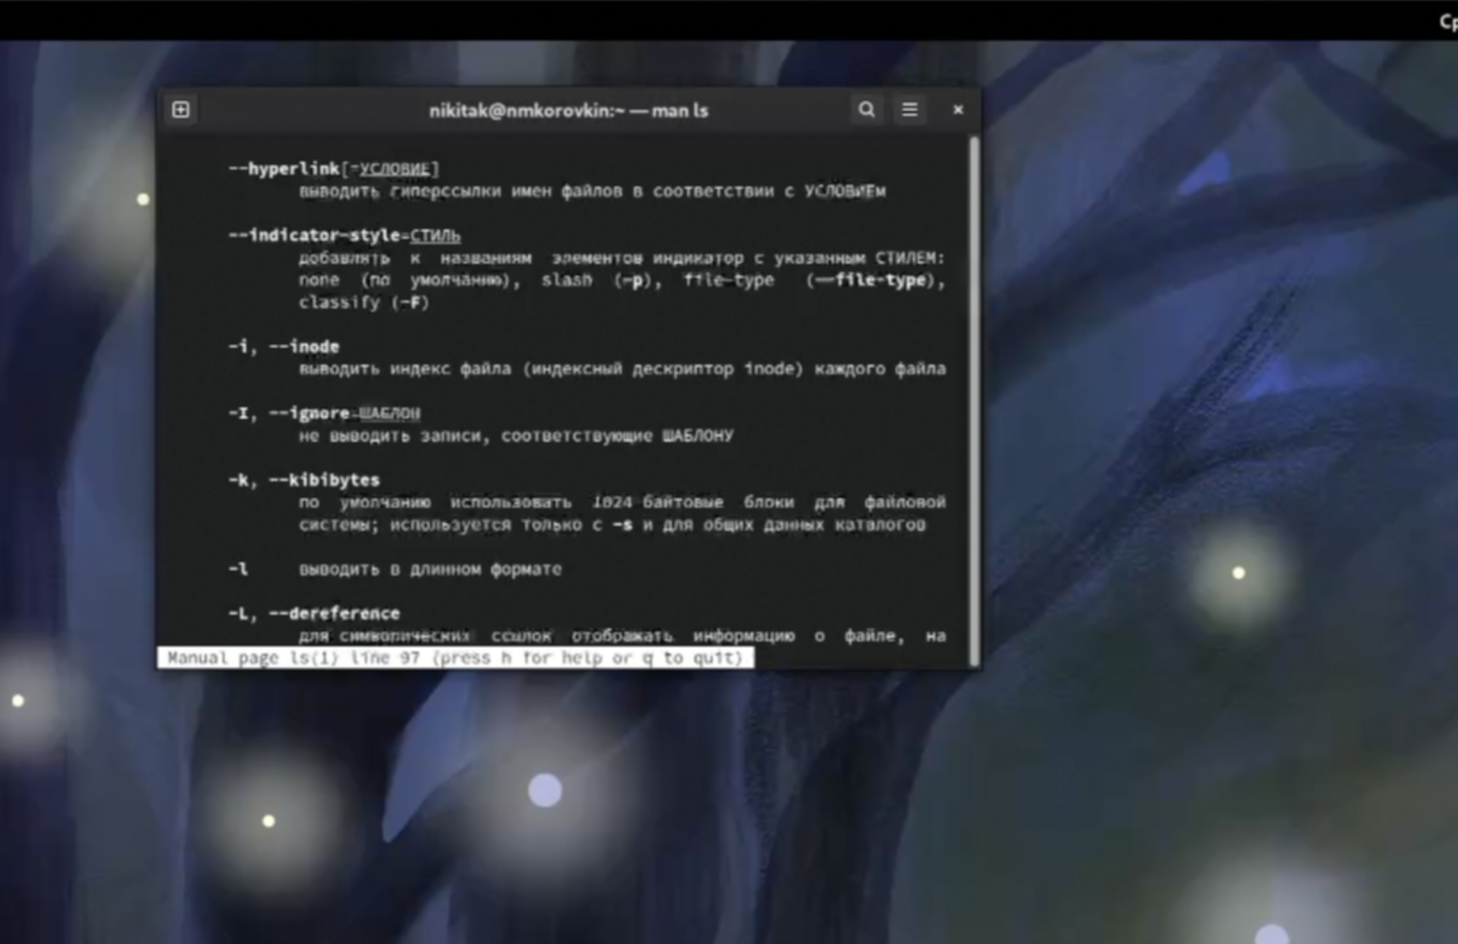 Ср
nikitak@nmkorovkin:~ — man ls
--hyperlink[=УСЛОВИЕ]
выводить гиперссылки имен файлов в соответствии с УСЛОВИЕМ
--indicator-style=СТИЛЬ
добавлять к названиям элементов индикатор с указанным СТИЛЕМ:
none (по умолчанию), slash (-p), file-type (--file-type),
classify (-F)
-i, --inode
выводить индекс файла (индексный дескриптор inode) каждого файла
-I, --ignore=ШАБЛОН
не выводить записи, соответствующие ШАБЛОНУ
-k, --kibibytes
по умолчанию использовать 1024 байтовые блоки для файловой
системы; используется только с -s и для общих данных каталогов
-l выводить в длинном формате
-L, --dereference
для символических ссылок отображать информацию о файле, на
Manual page ls(1) line 97 (press h for help or q to quit)